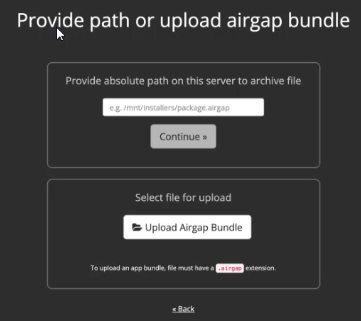 Provide path or upload airgap bundle
Provide absolute path on this server to archive file
e.g. /mnt/installers/package.airgap
Continue »
Select file for upload
Upload Airgap Bundle
To upload an app bundle, file must have a .airgap extension.
« Back